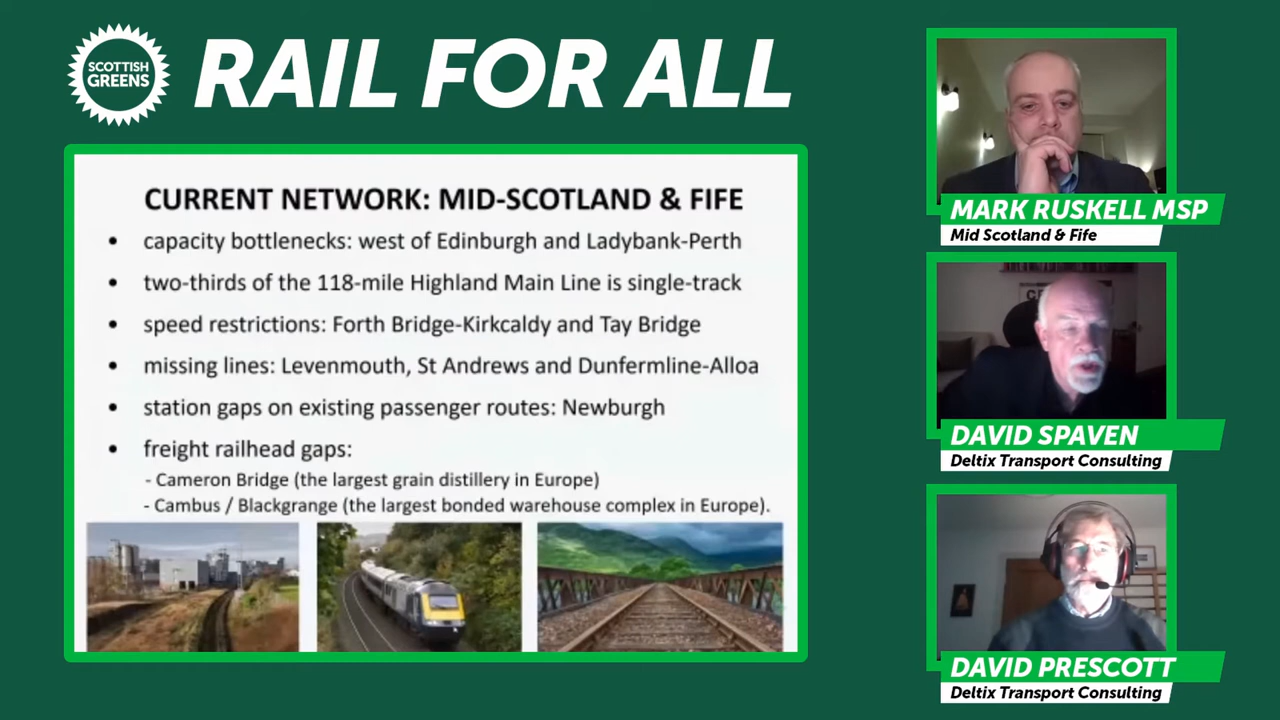 SCOTTISH
GREENS
RAIL FOR ALL
CURRENT NETWORK: MID-SCOTLAND & FIFE
• capacity bottlenecks: west of Edinburgh and Ladybank-Perth
• two-thirds of the 118-mile Highland Main Line is single-track
• speed restrictions: Forth Bridge-Kirkcaldy and Tay Bridge
• missing lines: Levenmouth, St Andrews and Dunfermline-Alloa
• station gaps on existing passenger routes: Newburgh
• freight railhead gaps:
- Cameron Bridge (the largest grain distillery in Europe)
- Cambus / Blackgrange (the largest bonded warehouse complex in Europe).
MARK RUSKELL MSP
Mid Scotland & Fife
DAVID SPAVEN
Deltix Transport Consulting
DAVID PRESCOTT
Deltix Transport Consulting